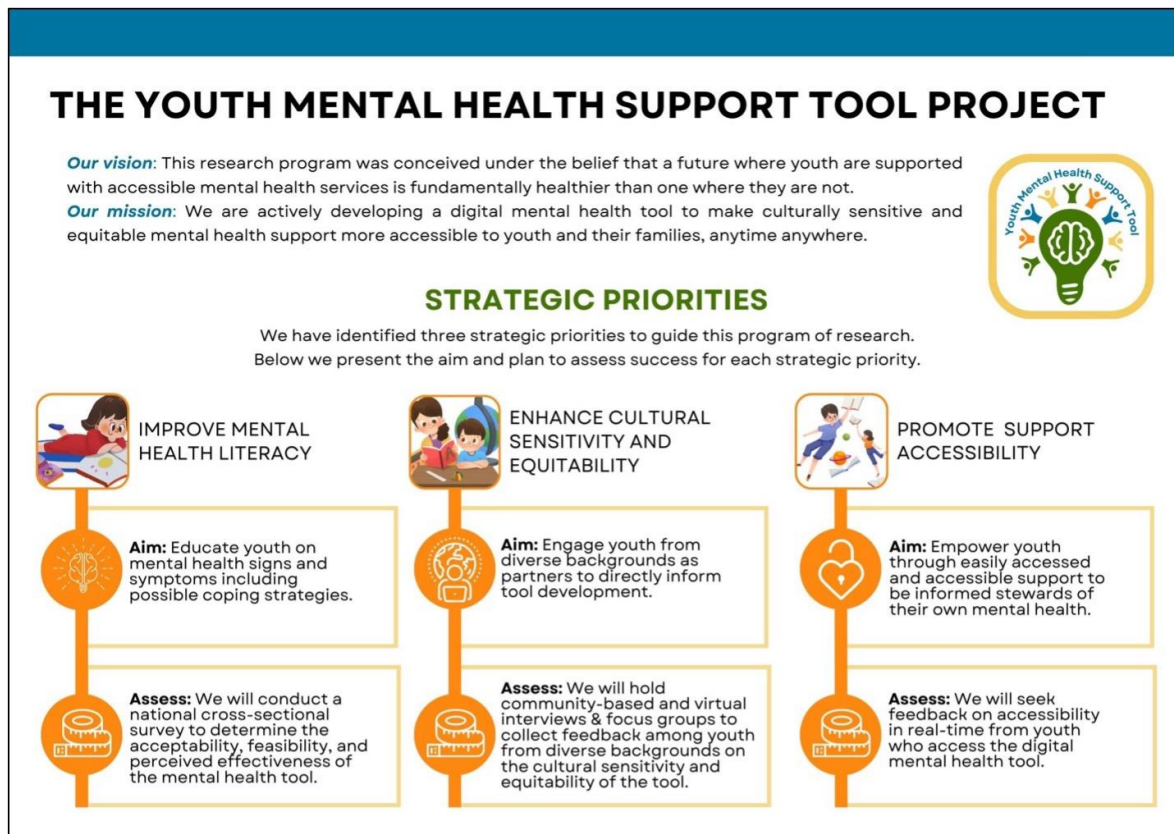 THE YOUTH MENTAL HEALTH SUPPORT TOOL PROJECT
Our vision: This research program was conceived under the belief that a future where youth are supported
with accessible mental health services is fundamentally healthier than one where they are not.
Our mission: We are actively developing a digital mental health tool to make culturally sensitive and
equitable mental health support more accessible to youth and their families, anytime anywhere.
Youth Mental Health Support Tool
STRATEGIC PRIORITIES
We have identified three strategic priorities to guide this program of research.
Below we present the aim and plan to assess success for each strategic priority.
IMPROVE MENTAL
HEALTH LITERACY
Aim: Educate youth on
mental health signs and
symptoms including
possible coping strategies.
Assess: We will conduct a
national cross-sectional
survey to determine the
acceptability, feasibility, and
perceived effectiveness of
the mental health tool.
ENHANCE CULTURAL
SENSITIVITY AND
EQUITABILITY
Aim: Engage youth from
diverse backgrounds as
partners to directly inform
tool development.
Assess: We will hold
community-based and virtual
interviews & focus groups to
collect feedback among youth
from diverse backgrounds on
the cultural sensitivity and
equitability of the tool.
PROMOTE SUPPORT
ACCESSIBILITY
Aim: Empower youth
through easily accessed
and accessible support to
be informed stewards of
their own mental health.
Assess: We will seek
feedback on accessibility
in real-time from youth
who access the digital
mental health tool.